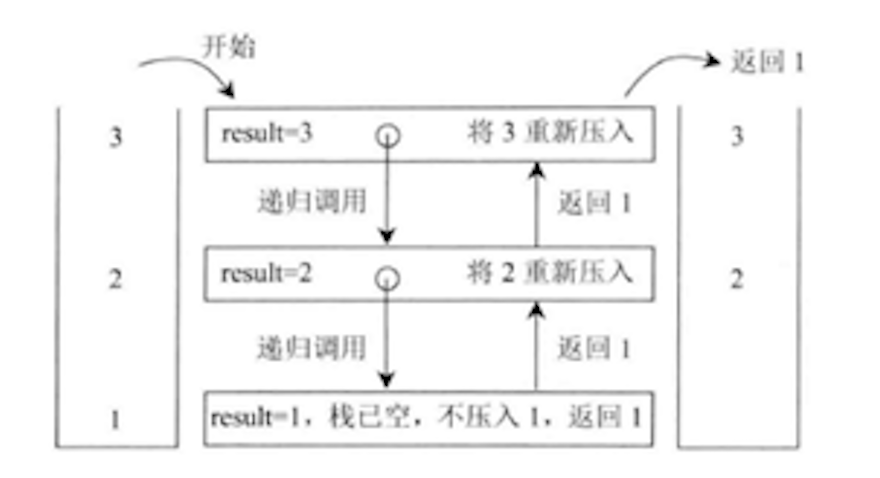 开始
返回 1
3
result=3
将 3 重新压入
3
递归调用
返回 1
2
result=2
将 2 重新压入
2
递归调用
返回 1
1
result=1，栈已空，不压入 1，返回 1